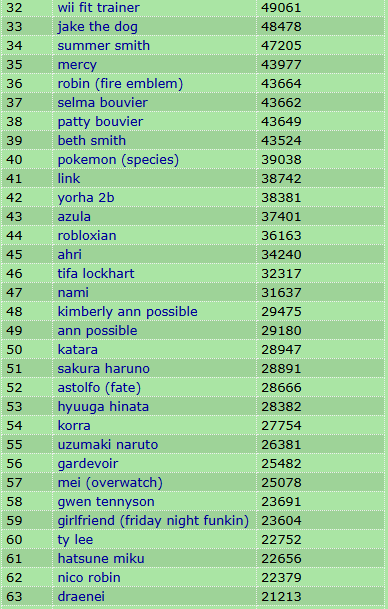 32 wii fit trainer 49061
33 jake the dog 48478
34 summer smith 47205
35 mercy 43977
36 robin (fire emblem) 43664
37 selma bouvier 43662
38 patty bouvier 43649
39 beth smith 43524
40 pokemon (species) 39038
41 link 38742
42 yorha 2b 38381
43 azula 37401
44 robloxian 36163
45 ahri 34240
46 tifa lockhart 32317
47 nami 31637
48 kimberly ann possible 29475
49 ann possible 29180
50 katara 28947
51 sakura haruno 28891
52 astolfo (fate) 28666
53 hyuuga hinata 28382
54 korra 27754
55 uzumaki naruto 26381
56 gardevoir 25482
57 mei (overwatch) 25078
58 gwen tennyson 23691
59 girlfriend (friday night funkin) 23604
60 ty lee 22752
61 hatsune miku 22656
62 nico robin 22379
63 draenei 21213